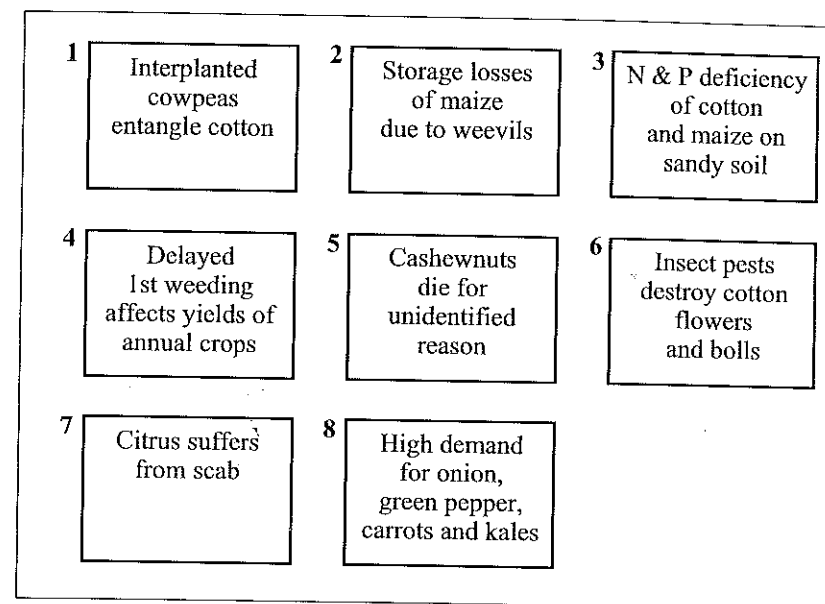 1
Interplanted
cowpeas
entangle cotton
2
Storage losses
of maize
due to weevils
3
N & P deficiency
of cotton
and maize on
sandy soil
4
Delayed
1st weeding
affects yields of
annual crops
5
Cashewnuts
die for
unidentified
reason
6
Insect pests
destroy cotton
flowers
and bolls
7
Citrus suffers
from scab
8
High demand
for onion,
green pepper,
carrots and kales